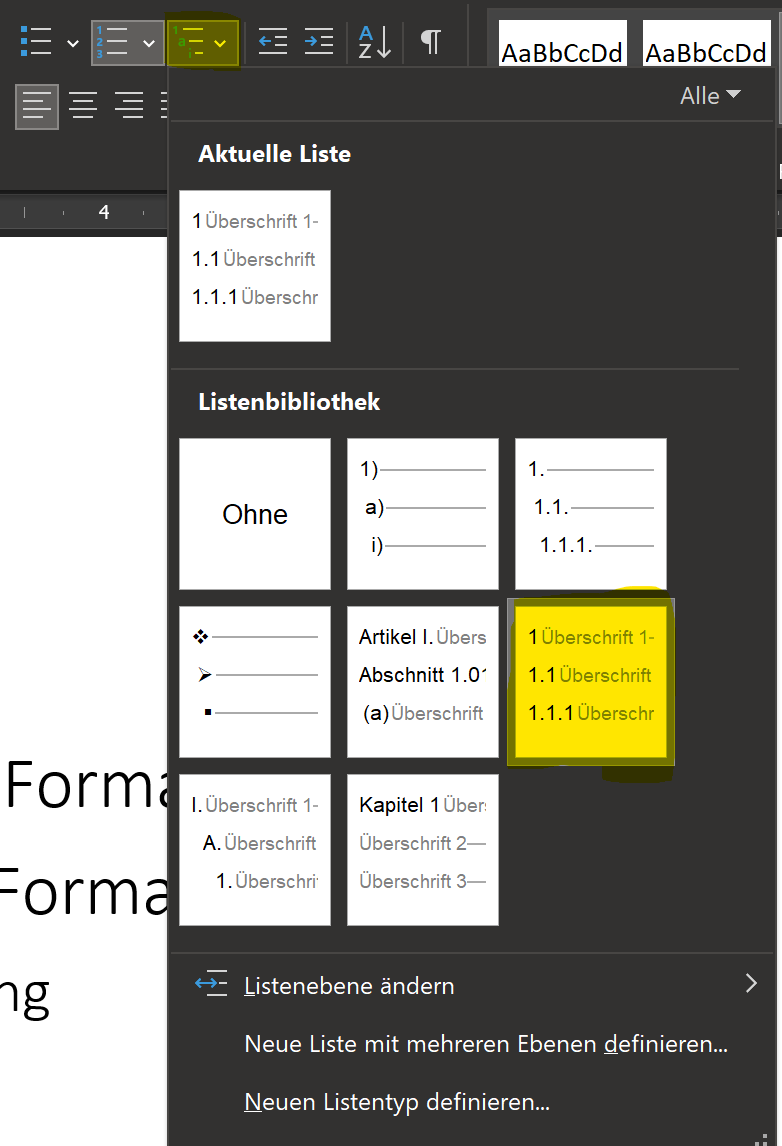 AaBbCcDd AaBbCcDd
Alle
4
Aktuelle Liste
1 Überschrift 1
1.1 Überschrift
1.1.1 Überschr
Listenbibliothek
Ohne
1)
a)
i)
1.
1.1.
1.1.1.
Artikel I. Übers
Abschnitt 1.01
(a) Überschrift
1 Überschrift 1
1.1 Überschrift
1.1.1 Überschr
I. Überschrift 1
A. Überschrift
1. Überschri
Kapitel 1 Über
Überschrift 2
Überschrift 3
Forma
Forma
ng
Listenebene ändern
Neue Liste mit mehreren Ebenen definieren...
Neuen Listentyp definieren...